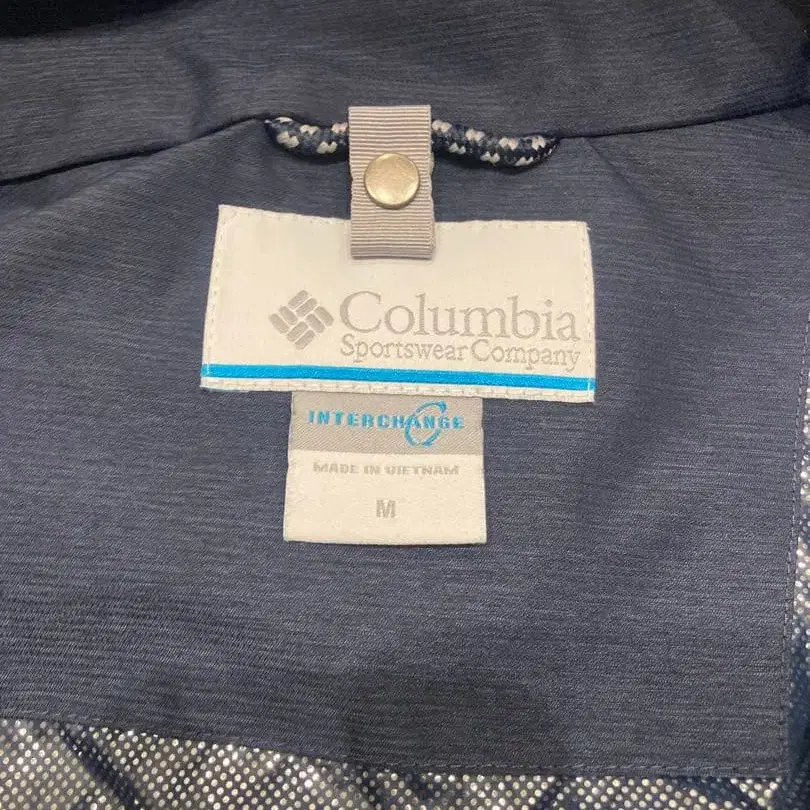 Columbia
Sportswear Company
INTERCHANGE
MADE IN VIETNAM
M